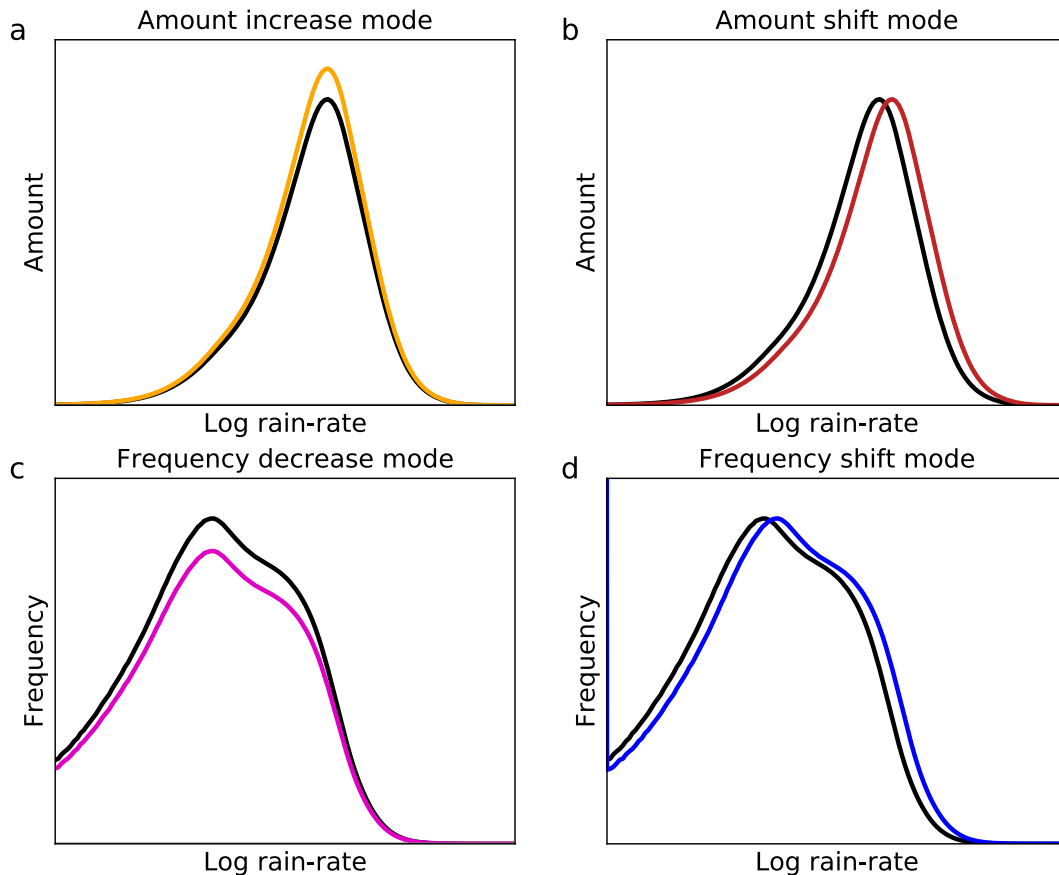 a
Amount increase mode
Amount
Log rain-rate
b
Amount shift mode
Amount
Log rain-rate
c
Frequency decrease mode
Frequency
Log rain-rate
d
Frequency shift mode
Frequency
Log rain-rate